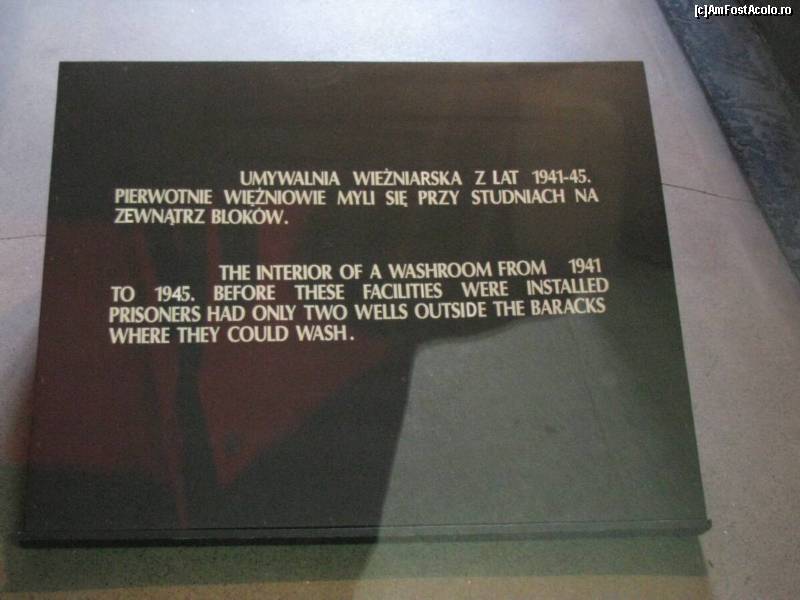 [c]AmFostAcolo.ro
UMYWALNIA WIEŹNIARSKA Z LAT 1941-45.
PIERWOTNIE WIĘŹNIOWIE MYLI SIĘ PRZY STUDNIACH NA
ZEWNĄTRZ BLOKÓW.
THE INTERIOR OF A WASHROOM FROM 1941
TO 1945. BEFORE THESE FACILITIES WERE INSTALLED
PRISONERS HAD ONLY TWO WELLS OUTSIDE THE BARACKS
WHERE THEY COULD WASH.